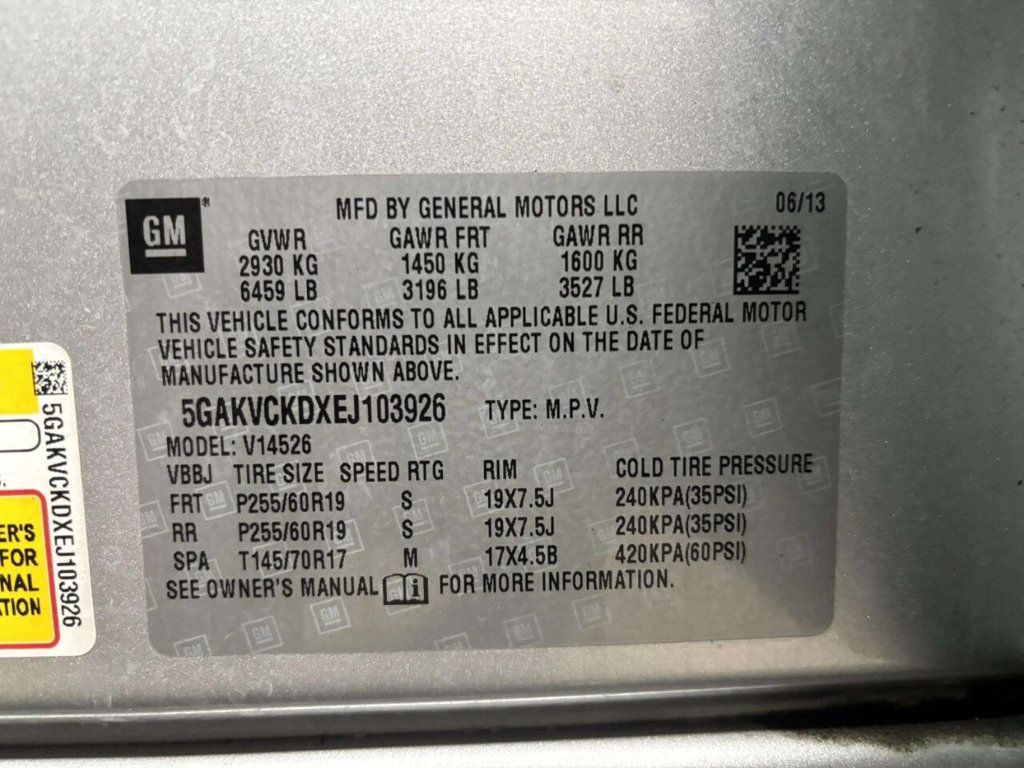 GM
MFD BY GENERAL MOTORS LLC 06/13
GVWR GAWR FRT GAWR RR
2930 KG 1450 KG 1600 KG
6459 LB 3196 LB 3527 LB
THIS VEHICLE CONFORMS TO ALL APPLICABLE U.S. FEDERAL MOTOR
VEHICLE SAFETY STANDARDS IN EFFECT ON THE DATE OF
MANUFACTURE SHOWN ABOVE.
5GAKVCKDXEJ103926 TYPE: M.P.V.
MODEL: V14526
VBBJ TIRE SIZE SPEED RTG RIM COLD TIRE PRESSURE
FRT P255/60R19 S 19X7.5J 240KPA(35PSI)
RR P255/60R19 S 19X7.5J 240KPA(35PSI)
SPA T145/70R17 M 17X4.5B 420KPA(60PSI)
SEE OWNER'S MANUAL FOR MORE INFORMATION.
5GAKVCKDXEJ103926
ER'S
FOR
NAL
TION